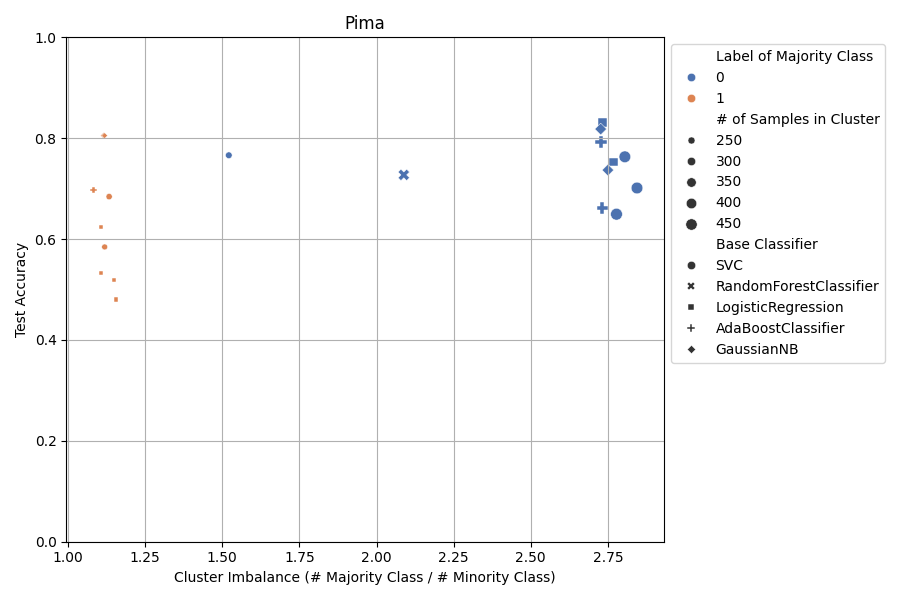 Pima
1.0
0.8
0.6
0.4
0.2
0.0
Test Accuracy
1.00 1.25 1.50 1.75 2.00 2.25 2.50 2.75
Cluster Imbalance (# Majority Class / # Minority Class)
Label of Majority Class
0
1
# of Samples in Cluster
250
300
350
400
450
Base Classifier
SVC
RandomForestClassifier
LogisticRegression
AdaBoostClassifier
GaussianNB